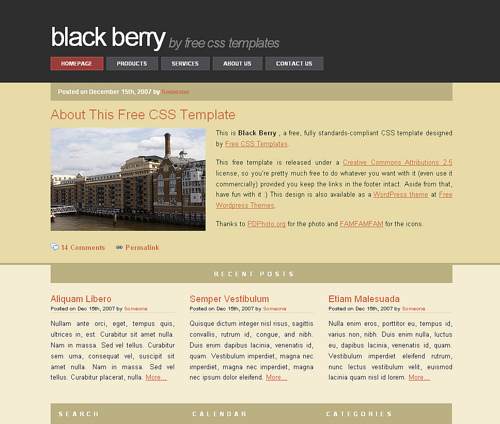 black berry by free css templates
HOMEPAGE PRODUCTS SERVICES ABOUT US CONTACT US
Posted on December 15th, 2007 by Someone
About This Free CSS Template
This is Black Berry , a free, fully standards-compliant CSS template designed
by Free CSS Templates.
This free template is released under a Creative Commons Attributions 2.5
license, so you're pretty much free to do whatever you want with it (even use it
commercially) provided you keep the links in the footer intact. Aside from that,
have fun with it :) This design is also available as a WordPress theme at Free
Wordpress Themes.
Thanks to PDPhoto.org for the photo and FAMFAMFAM for the icons.
14 Comments Permalink
RECENT POSTS
Aliquam Libero
Posted on Dec 15th, 2007 by Someone
Nullam ante orci, eget, tempus quis,
ultrices in, est. Curabitur sit amet nulla.
Nam in massa. Sed vel tellus. Curabitur
sem urna, consequat vel, suscipit sit
amet nulla. Nam in massa. Sed vel
tellus. Curabitur placerat, nulla. More...
Semper Vestibulum
Posted on Dec 15th, 2007 by Someone
Quisque dictum integer nisl risus, sagittis
convallis, rutrum id, congue, and nibh.
Duis enim dapibus lacinia, venenatis id,
quam. Vestibulum imperdiet, magna nec
imperdiet, magna nec imperdiet, magna
nec ipsum dolor eleifend. More...
Etiam Malesuada
Posted on Dec 15th, 2007 by Someone
Nulla enim eros, porttitor eu, tempus id,
varius non, nibh. Duis enim nulla, luctus
eu, dapibus lacinia, venenatis id, quam.
Vestibulum imperdiet eleifend rutrum,
nunc lectus vestibulum velit, euismod
lacinia quam nisl id lorem. More...
SEARCH CALENDAR CATEGORIES